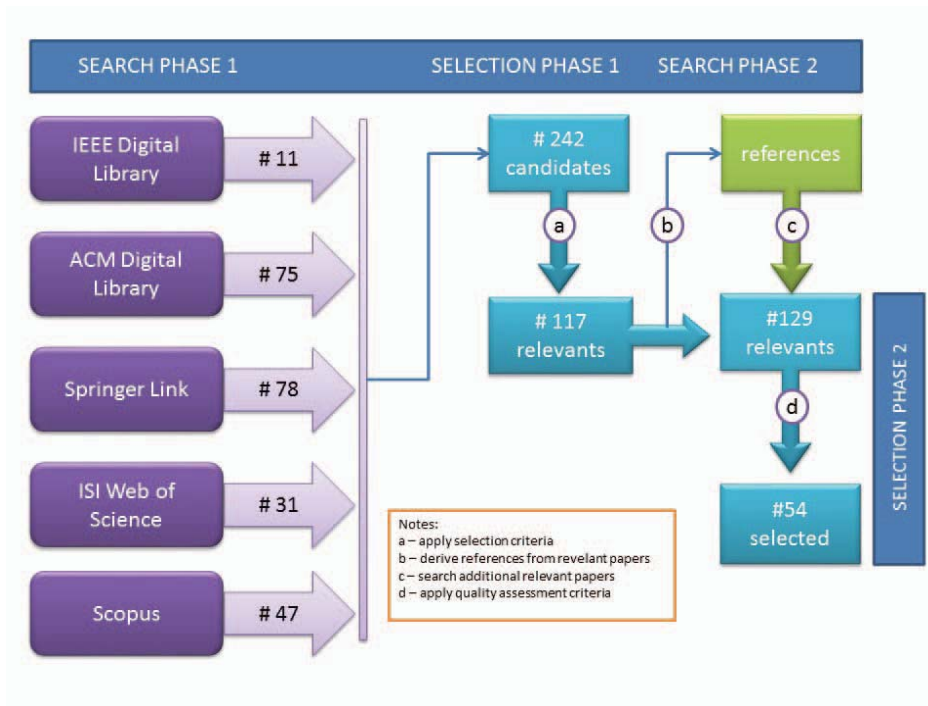 SEARCH PHASE 1
SELECTION PHASE 1
SEARCH PHASE 2
IEEE Digital
Library
# 11
ACM Digital
Library
# 75
Springer Link
# 78
ISI Web of
Science
# 31
Scopus
# 47
# 242
candidates
a
# 117
relevants
b
references
c
#129
relevants
d
#54
selected
SELECTION PHASE 2
Notes:
a – apply selection criteria
b – derive references from revelant papers
c – search additional relevant papers
d – apply quality assessment criteria